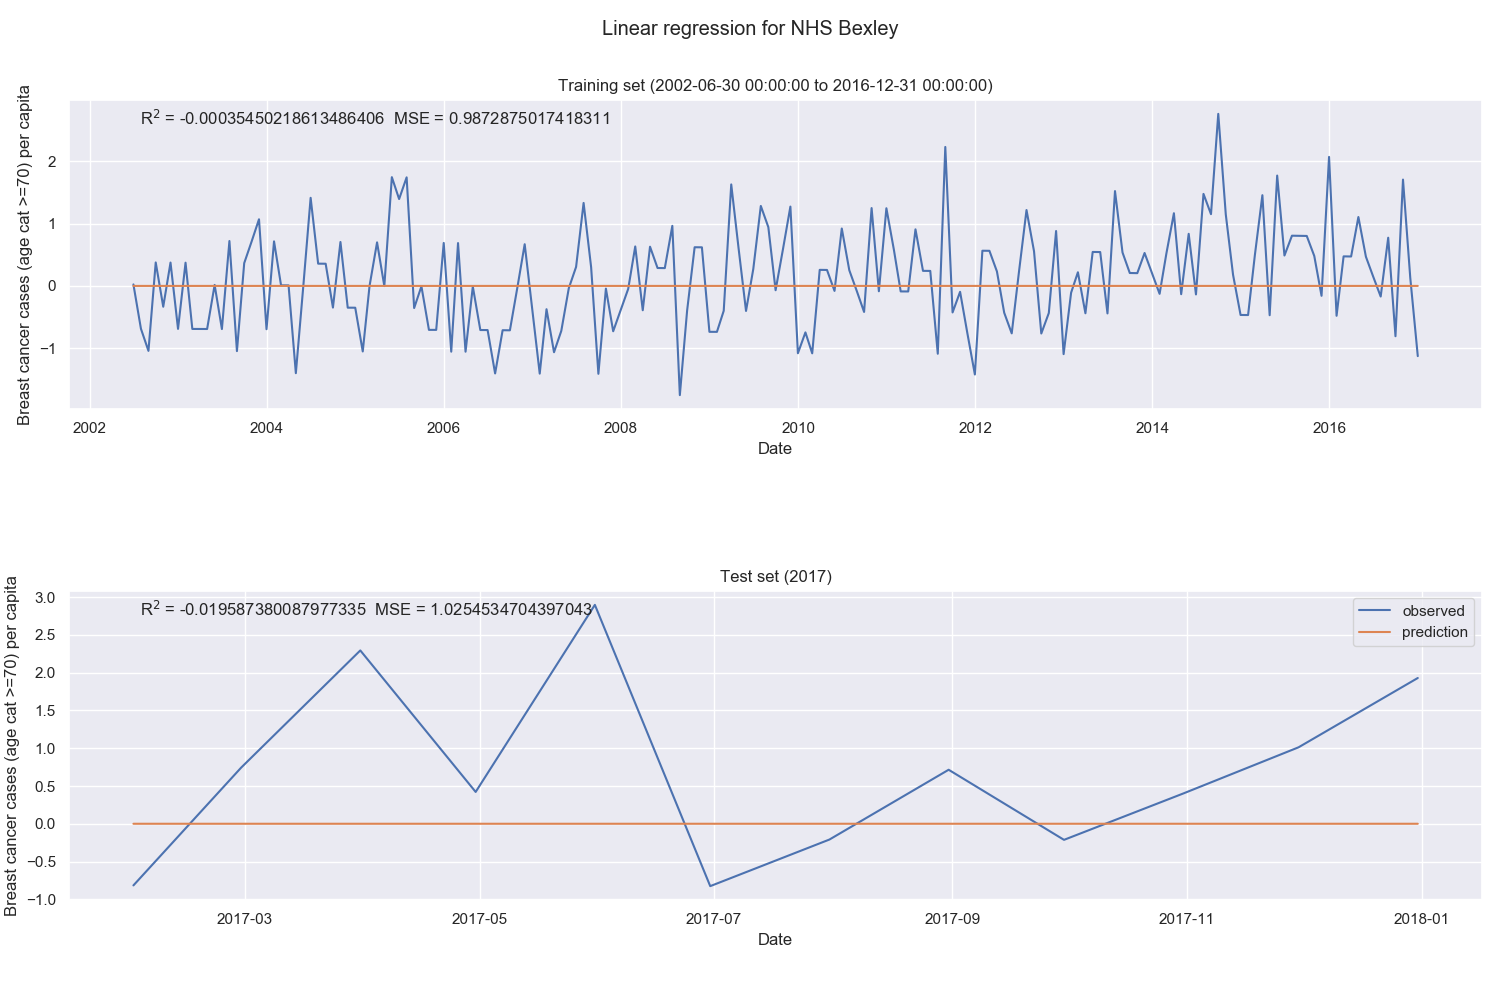 Linear regression for NHS Bexley
Training set (2002-06-30 00:00:00 to 2016-12-31 00:00:00)
R² = -0.00035450218613486406 MSE = 0.9872875017418311
Breast cancer cases (age cat >=70) per capita
2
1
0
−1
2002
2004
2006
2008
2010
2012
2014
2016
Date
Test set (2017)
R² = -0.019587380087977335 MSE = 1.0254534704397043
observed
prediction
Breast cancer cases (age cat >=70) per capita
3.0
2.5
2.0
1.5
1.0
0.5
0.0
−0.5
−1.0
2017-03
2017-05
2017-07
2017-09
2017-11
2018-01
Date